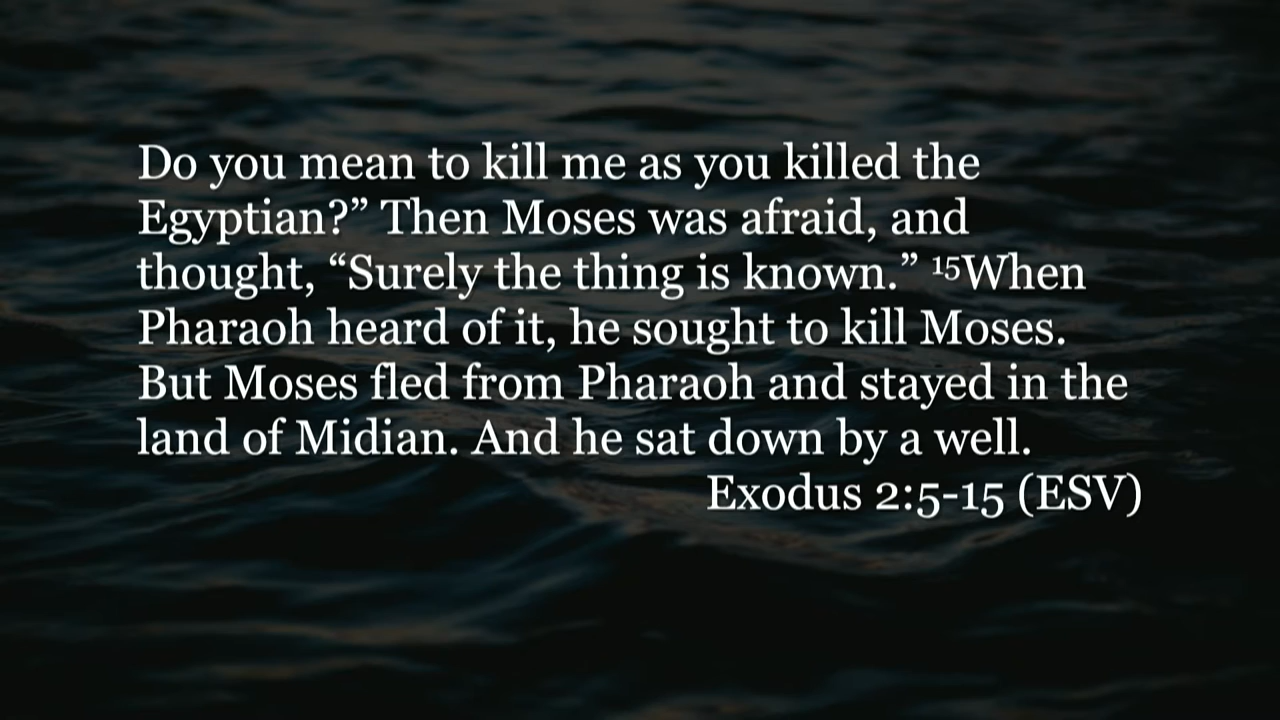 Do you mean to kill me as you killed the
Egyptian?” Then Moses was afraid, and
thought, “Surely the thing is known.” ¹⁵When
Pharaoh heard of it, he sought to kill Moses.
But Moses fled from Pharaoh and stayed in the
land of Midian. And he sat down by a well.
Exodus 2:5-15 (ESV)